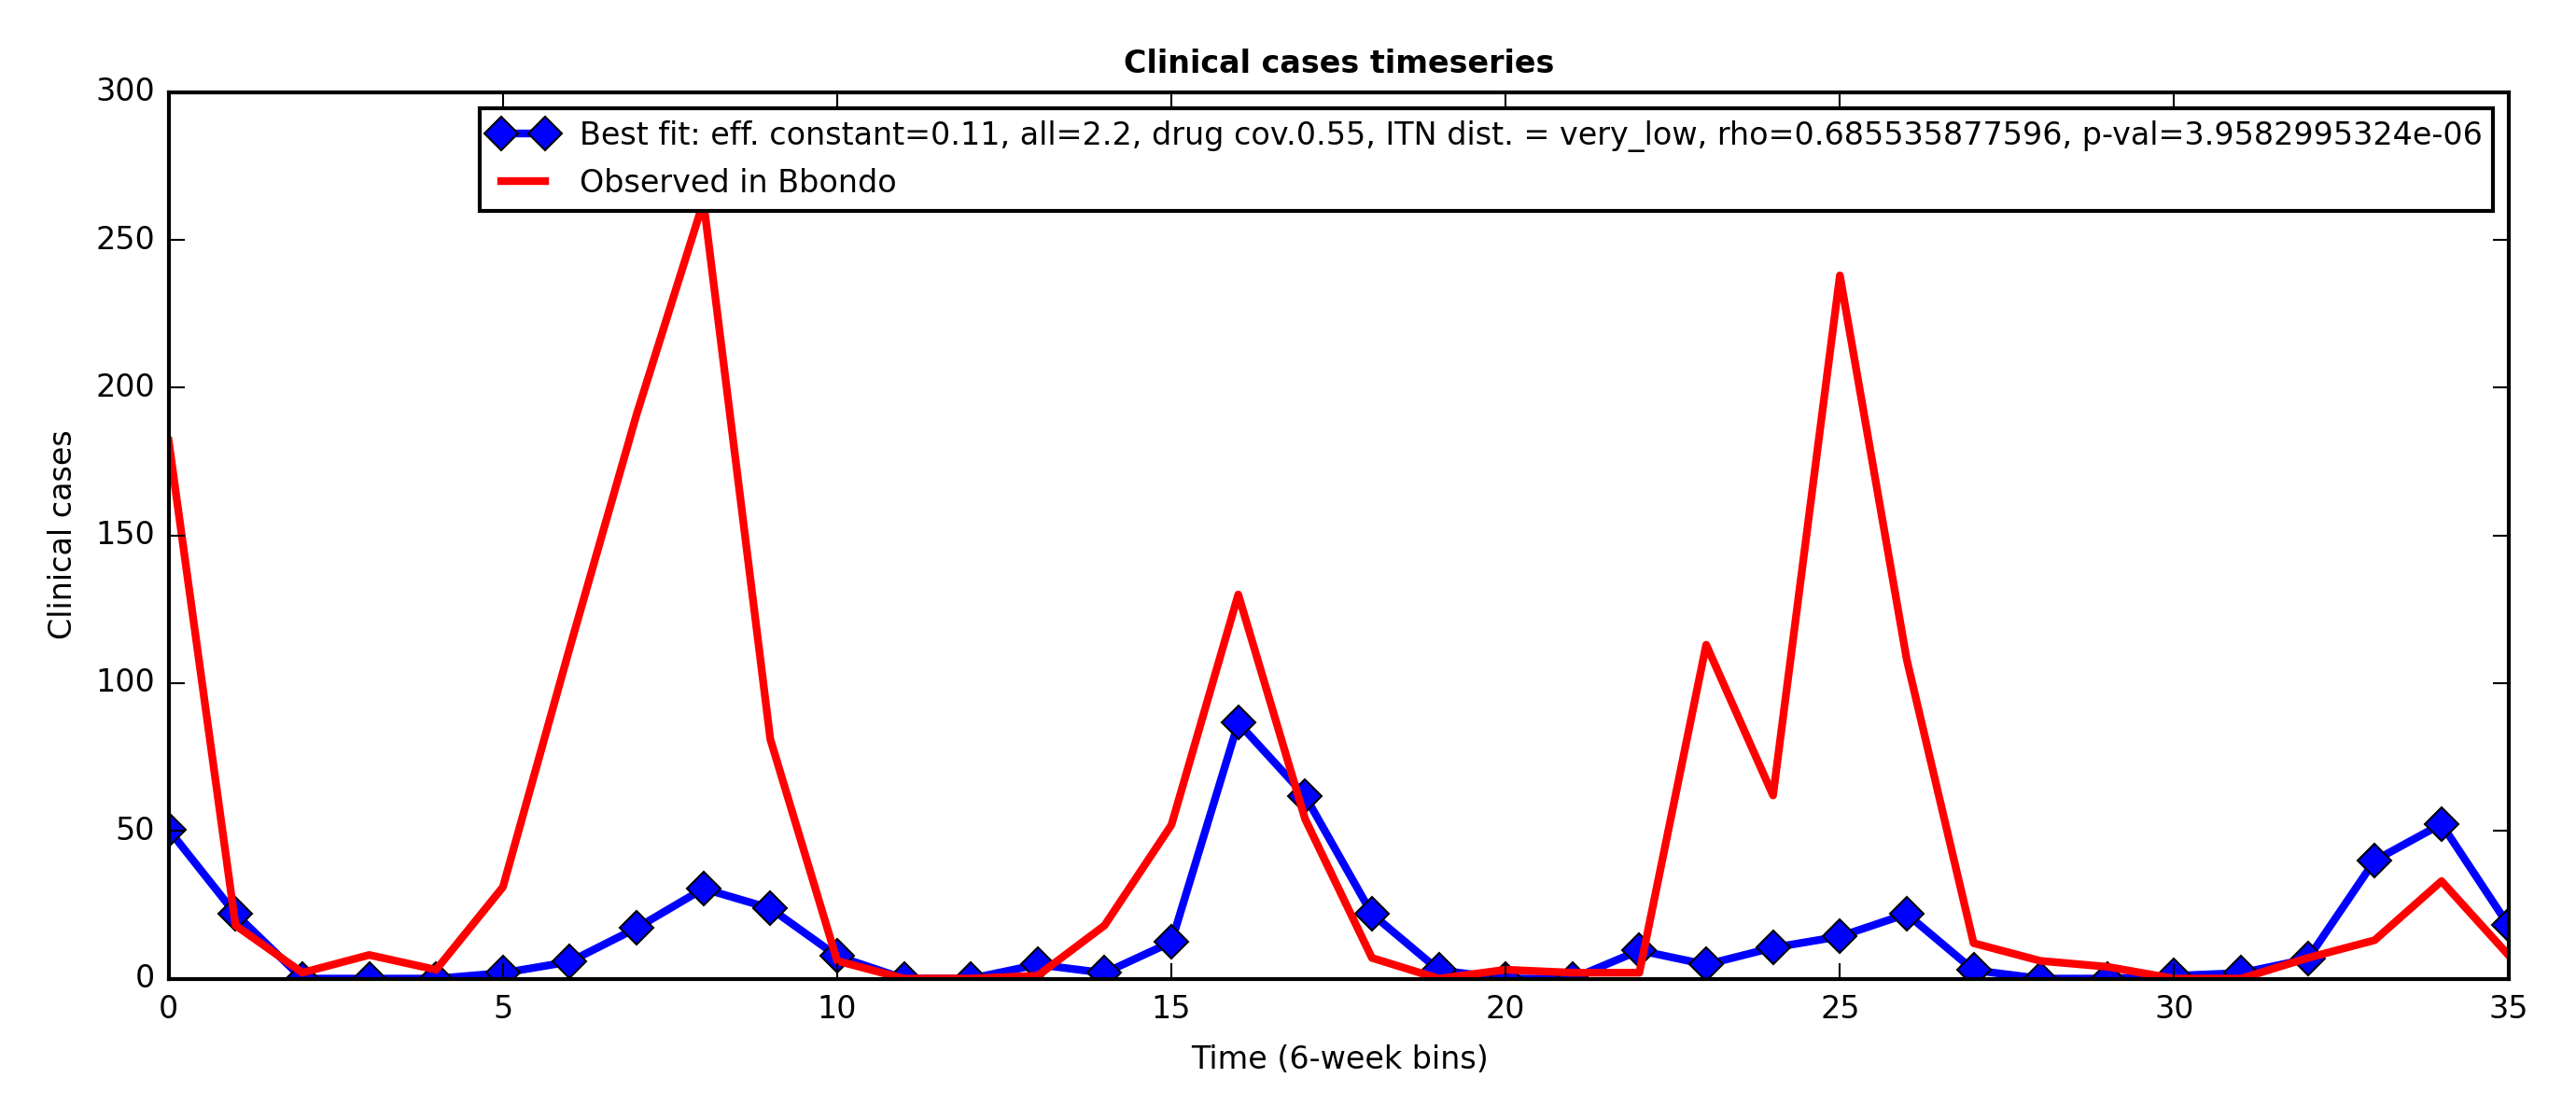 Clinical cases timeseries
300
250
200
150
100
50
0
Clinical cases
Best fit: eff. constant=0.11, all=2.2, drug cov.0.55, ITN dist. = very_low, rho=0.685535877596, p-val=3.9582995324e-06
Observed in Bbondo
0 5 10 15 20 25 30 35
Time (6-week bins)